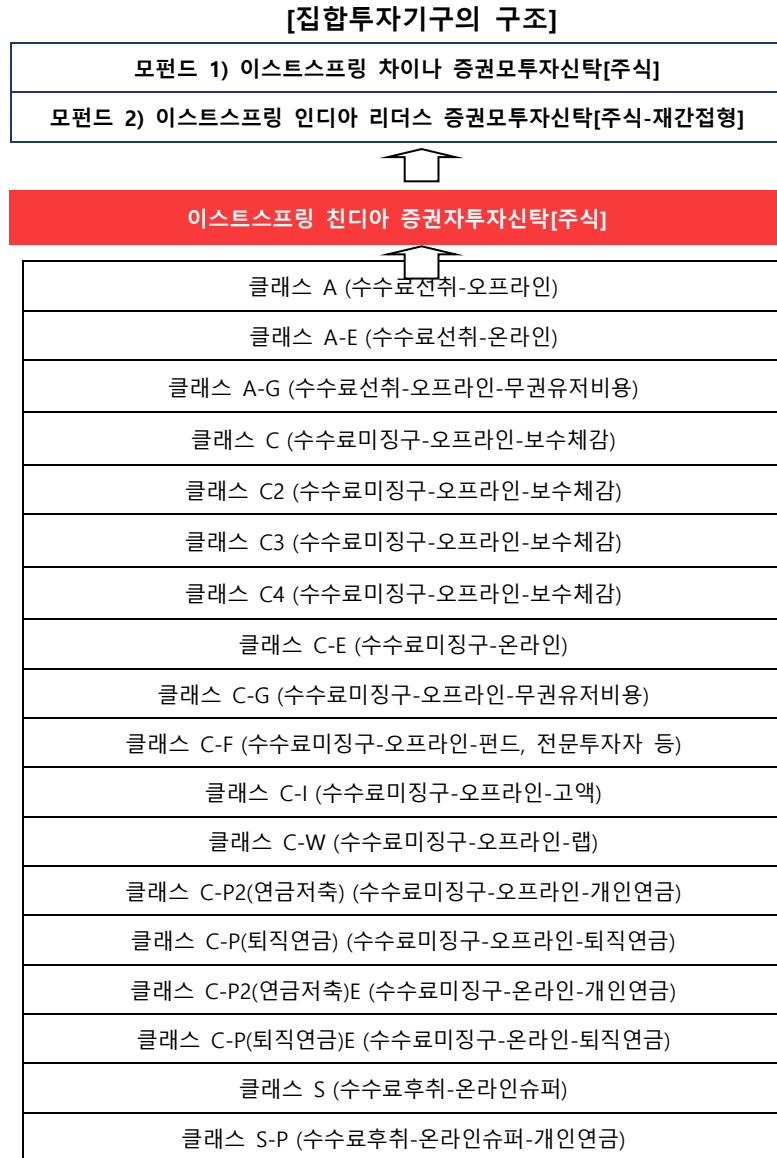 [집합투자기구의 구조]
모펀드 1) 이스트스프링 차이나 증권모투자신탁[주식]
모펀드 2) 이스트스프링 인디아 리더스 증권모투자신탁[주식-재간접형]
이스트스프링 친디아 증권자투자신탁[주식]
클래스 A (수수료선취-오프라인)
클래스 A-E (수수료선취-온라인)
클래스 A-G (수수료선취-오프라인-무권유저비용)
클래스 C (수수료미징구-오프라인-보수체감)
클래스 C2 (수수료미징구-오프라인-보수체감)
클래스 C3 (수수료미징구-오프라인-보수체감)
클래스 C4 (수수료미징구-오프라인-보수체감)
클래스 C-E (수수료미징구-온라인)
클래스 C-G (수수료미징구-오프라인-무권유저비용)
클래스 C-F (수수료미징구-오프라인-펀드, 전문투자자 등)
클래스 C-I (수수료미징구-오프라인-고액)
클래스 C-W (수수료미징구-오프라인-랩)
클래스 C-P2(연금저축) (수수료미징구-오프라인-개인연금)
클래스 C-P(퇴직연금) (수수료미징구-오프라인-퇴직연금)
클래스 C-P2(연금저축)E (수수료미징구-온라인-개인연금)
클래스 C-P(퇴직연금)E (수수료미징구-온라인-퇴직연금)
클래스 S (수수료후취-온라인슈퍼)
클래스 S-P (수수료후취-온라인슈퍼-개인연금)